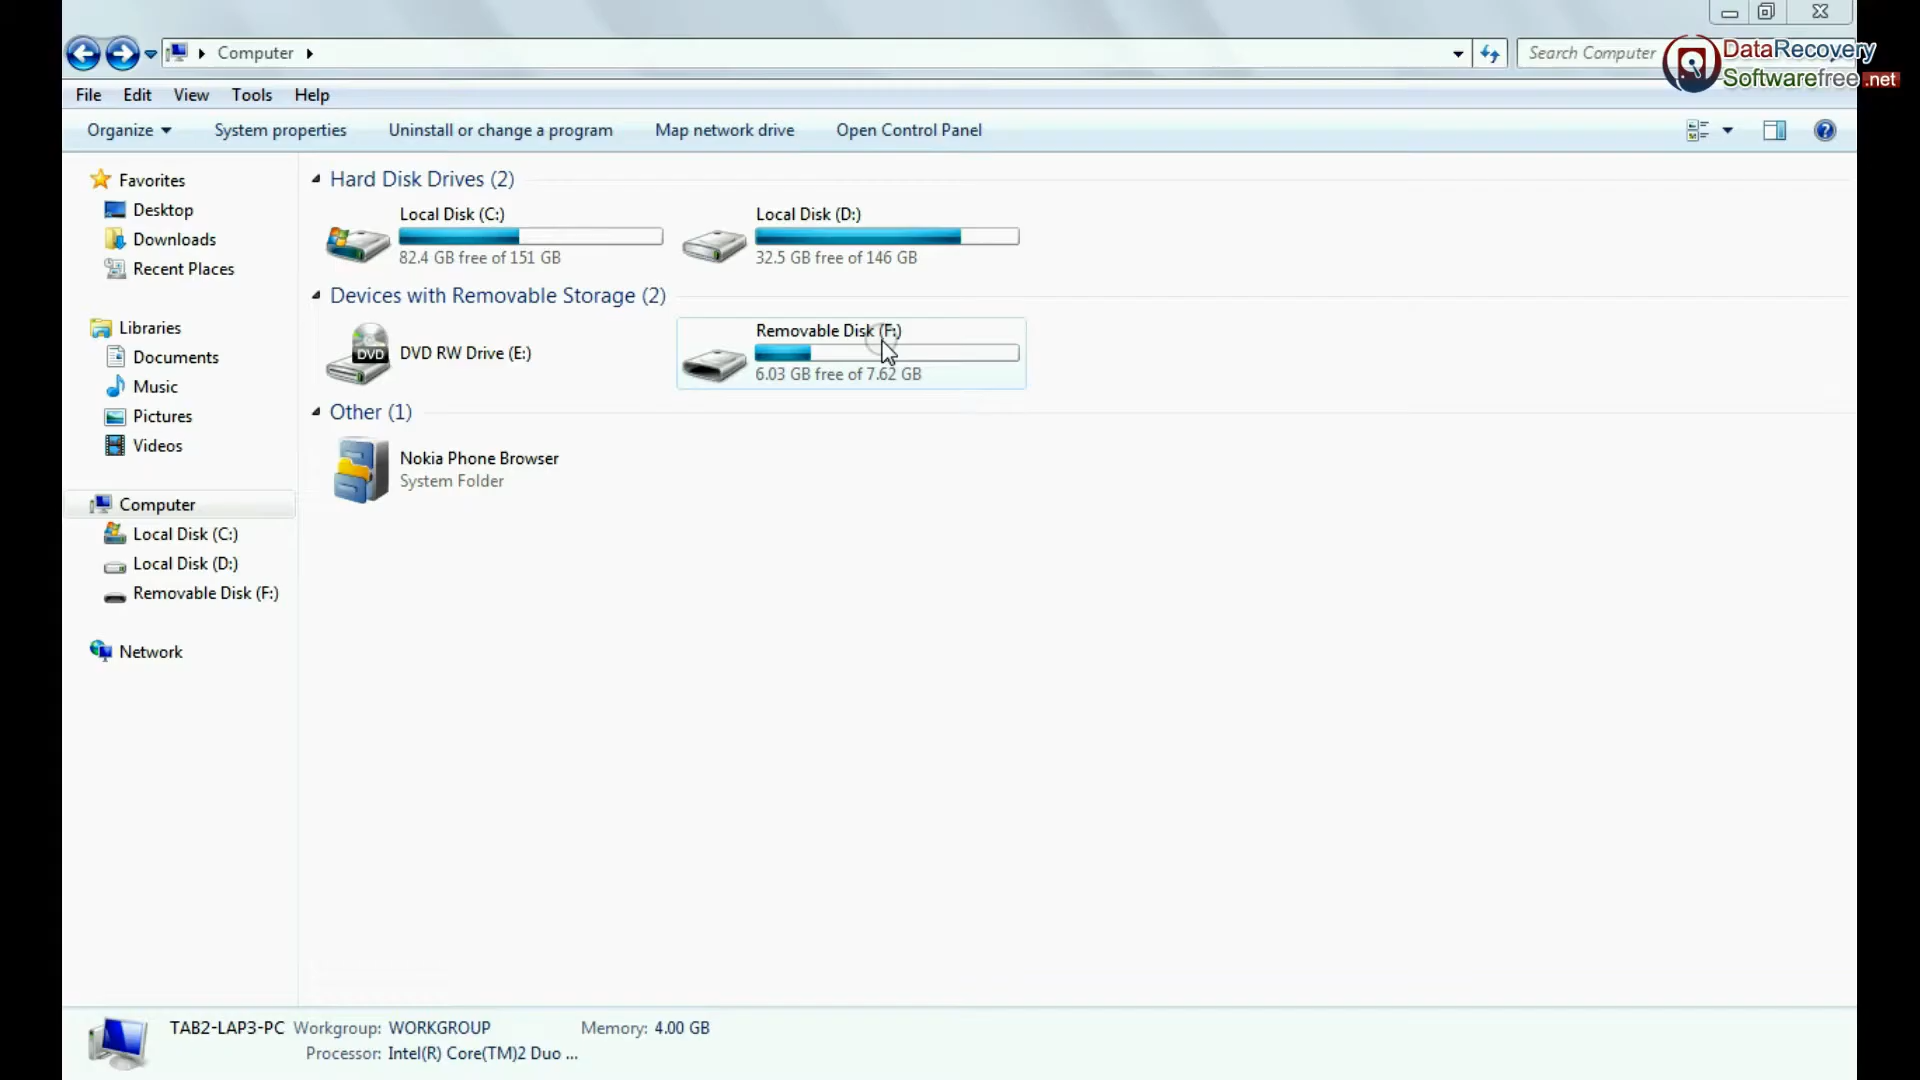 Computer
Search Computer
DataRecovery
Softwarefree.net
File Edit View Tools Help
Organize System properties Uninstall or change a program Map network drive Open Control Panel
Favorites
Desktop
Downloads
Recent Places
Libraries
Documents
Music
Pictures
Videos
Computer
Local Disk (C:)
Local Disk (D:)
Removable Disk (F:)
Network
Hard Disk Drives (2)
Local Disk (C:)
82.4 GB free of 151 GB
Local Disk (D:)
32.5 GB free of 146 GB
Devices with Removable Storage (2)
DVD
DVD RW Drive (E:)
Removable Disk (F:)
6.03 GB free of 7.62 GB
Other (1)
Nokia Phone Browser
System Folder
TAB2-LAP3-PC Workgroup: WORKGROUP Memory: 4.00 GB
Processor: Intel(R) Core(TM)2 Duo ...